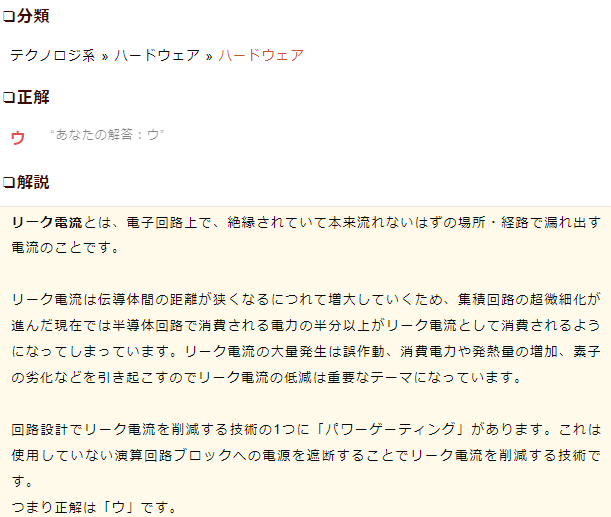 ❏分類
テクノロジ系 » ハードウェア » ハードウェア
❏正解
ウ “あなたの解答：ウ”
❏解説
リーク電流とは、電子回路上で、絶縁されていて本来流れないはずの場所・経路で漏れ出す
電流のことです。
リーク電流は伝導体間の距離が狭くなるにつれて増大していくため、集積回路の超微細化が
進んだ現在では半導体回路で消費される電力の半分以上がリーク電流として消費されるよう
になってしまっています。リーク電流の大量発生は誤作動、消費電力や発熱量の増加、素子
の劣化などを引き起こすのでリーク電流の低減は重要なテーマになっています。
回路設計でリーク電流を削減する技術の1つに「パワーゲーティング」があります。これは
使用していない演算回路ブロックへの電源を遮断することでリーク電流を削減する技術で
す。
つまり正解は「ウ」です。